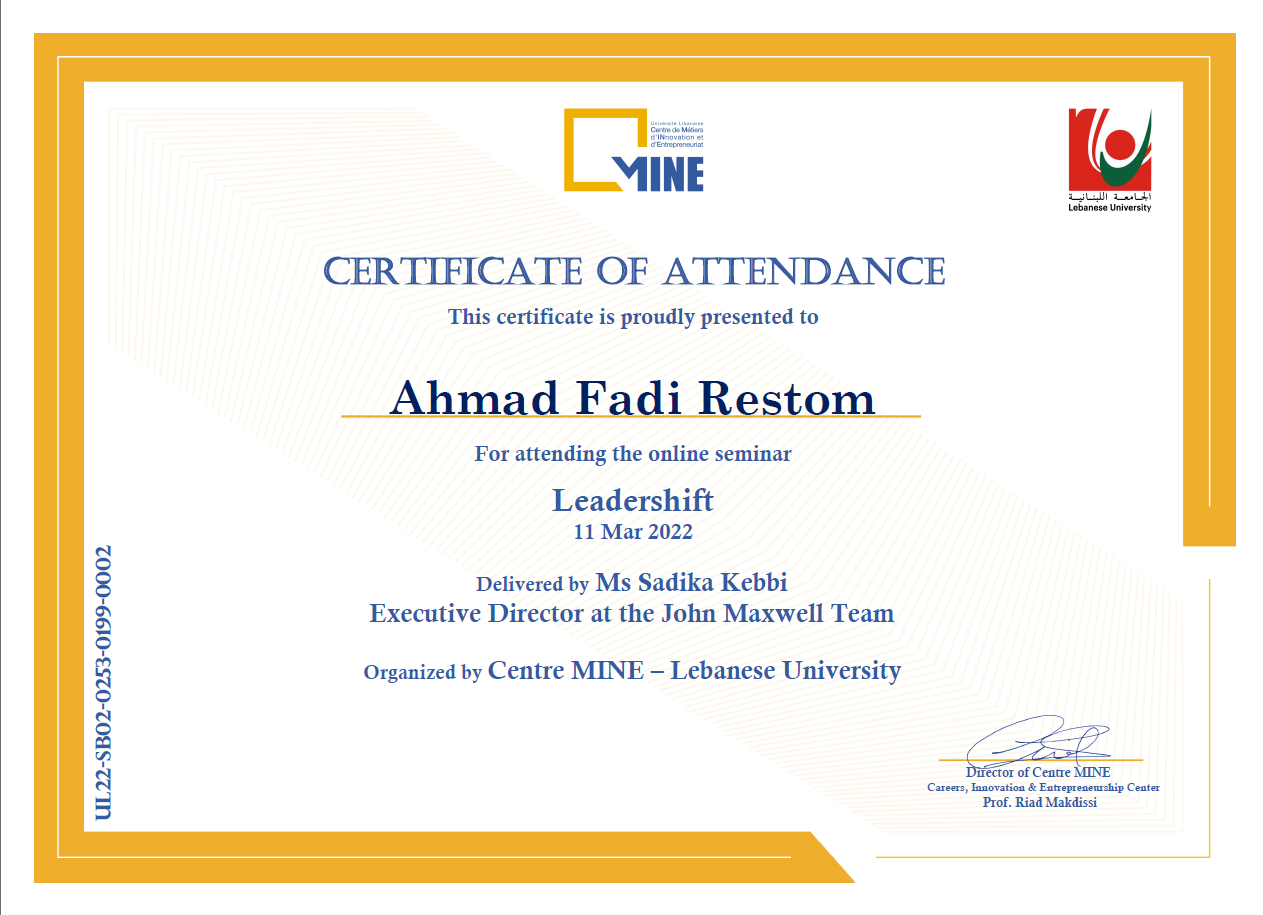 Université Libanaise
Centre de Métiers
d'INnovation et
d'Entrepreneuriat
MINE
الجامعة اللبنانية
Lebanese University
CERTIFICATE OF ATTENDANCE
This certificate is proudly presented to
Ahmad Fadi Restom
For attending the online seminar
Leadershift
11 Mar 2022
Delivered by Ms Sadika Kebbi
Executive Director at the John Maxwell Team
Organized by Centre MINE – Lebanese University
UL22-SB02-0253-0199-0002
Director of Centre MINE
Careers, Innovation & Entrepreneurship Center
Prof. Riad Makdissi